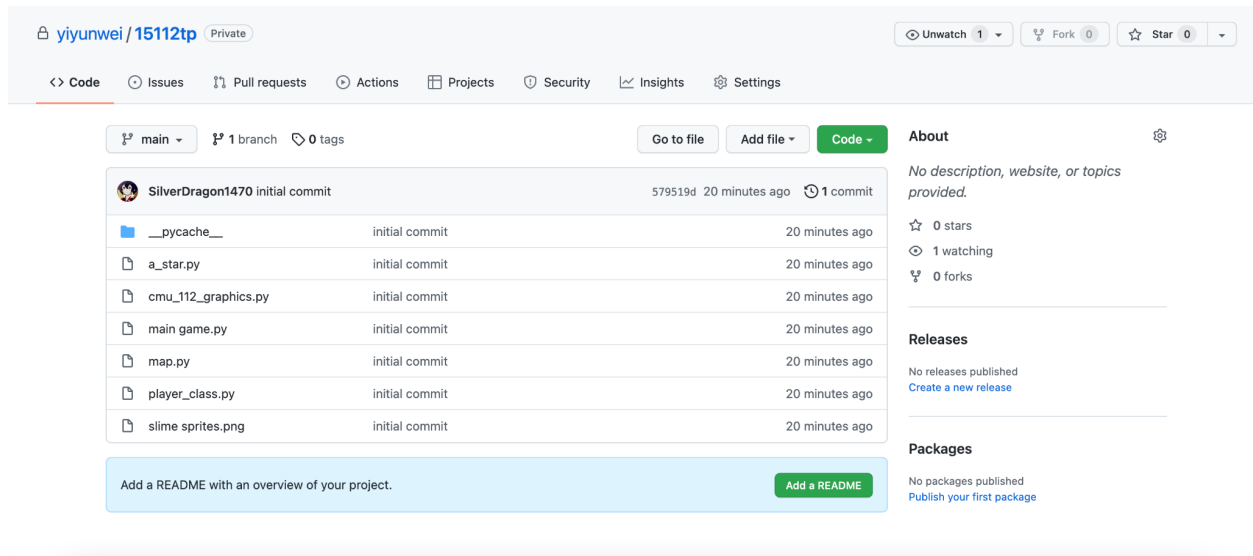 yiyunwei / 15112tp Private Unwatch 1 Fork 0 Star 0
Code Issues Pull requests Actions Projects Security Insights Settings
main 1 branch 0 tags Go to file Add file Code
SilverDragon1470 initial commit 579519d 20 minutes ago 1 commit
__pycache__ initial commit 20 minutes ago
a_star.py initial commit 20 minutes ago
cmu_112_graphics.py initial commit 20 minutes ago
main game.py initial commit 20 minutes ago
map.py initial commit 20 minutes ago
player_class.py initial commit 20 minutes ago
slime sprites.png initial commit 20 minutes ago
Add a README with an overview of your project. Add a README
About
No description, website, or topics
provided.
0 stars
1 watching
0 forks
Releases
No releases published
Create a new release
Packages
No packages published
Publish your first package